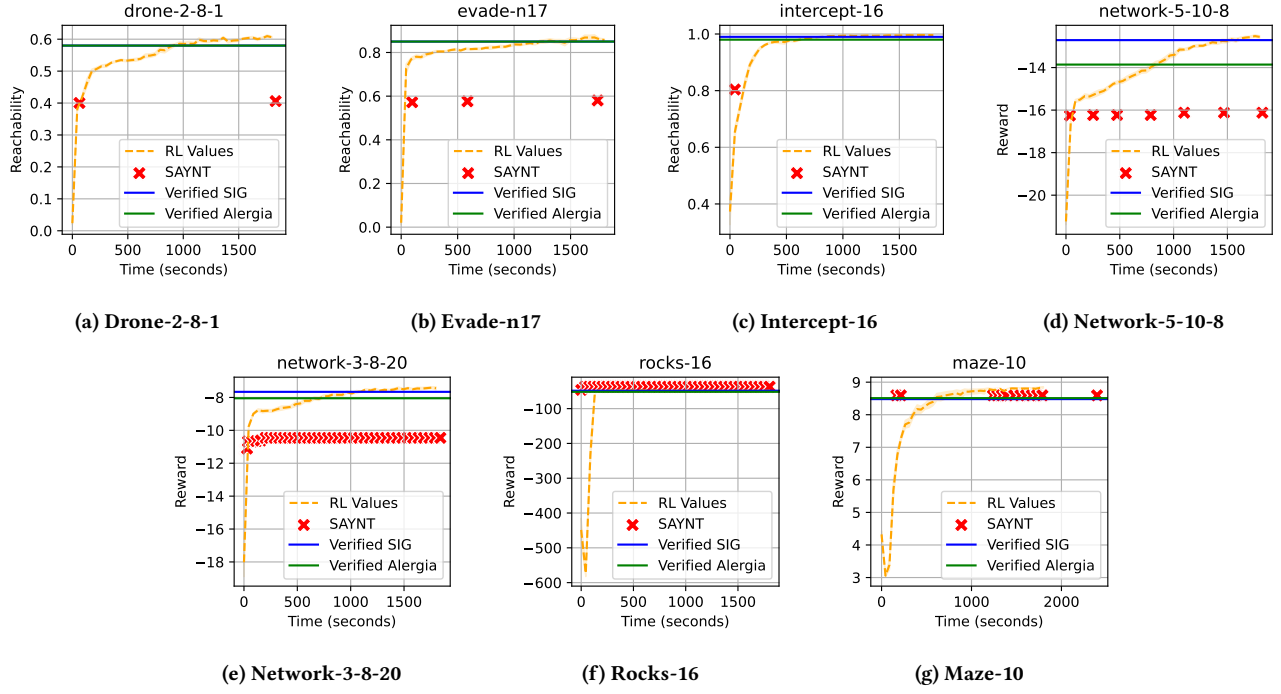 drone-2-8-1
Reachability
0.6
0.5
0.4
0.3
0.2
0.1
0.0
0
500
1000
1500
Time (seconds)
RL Values
SAYNT
Verified SIG
Verified Alergia
(a) Drone-2-8-1
evade-n17
Reachability
0.8
0.6
0.4
0.2
0.0
0
500
1000
1500
Time (seconds)
RL Values
SAYNT
Verified SIG
Verified Alergia
(b) Evade-n17
intercept-16
Reachability
1.0
0.8
0.6
0.4
0
500
1000
1500
Time (seconds)
RL Values
SAYNT
Verified SIG
Verified Alergia
(c) Intercept-16
network-5-10-8
Reward
−14
−16
−18
−20
0
500
1000
1500
Time (seconds)
RL Values
SAYNT
Verified SIG
Verified Alergia
(d) Network-5-10-8
network-3-8-20
Reward
−8
−10
−12
−14
−16
−18
0
500
1000
1500
Time (seconds)
RL Values
SAYNT
Verified SIG
Verified Alergia
(e) Network-3-8-20
rocks-16
Reward
−100
−200
−300
−400
−500
−600
0
500
1000
1500
Time (seconds)
RL Values
SAYNT
Verified SIG
Verified Alergia
(f) Rocks-16
maze-10
Reward
9
8
7
6
5
4
3
0
1000
2000
Time (seconds)
RL Values
SAYNT
Verified SIG
Verified Alergia
(g) Maze-10